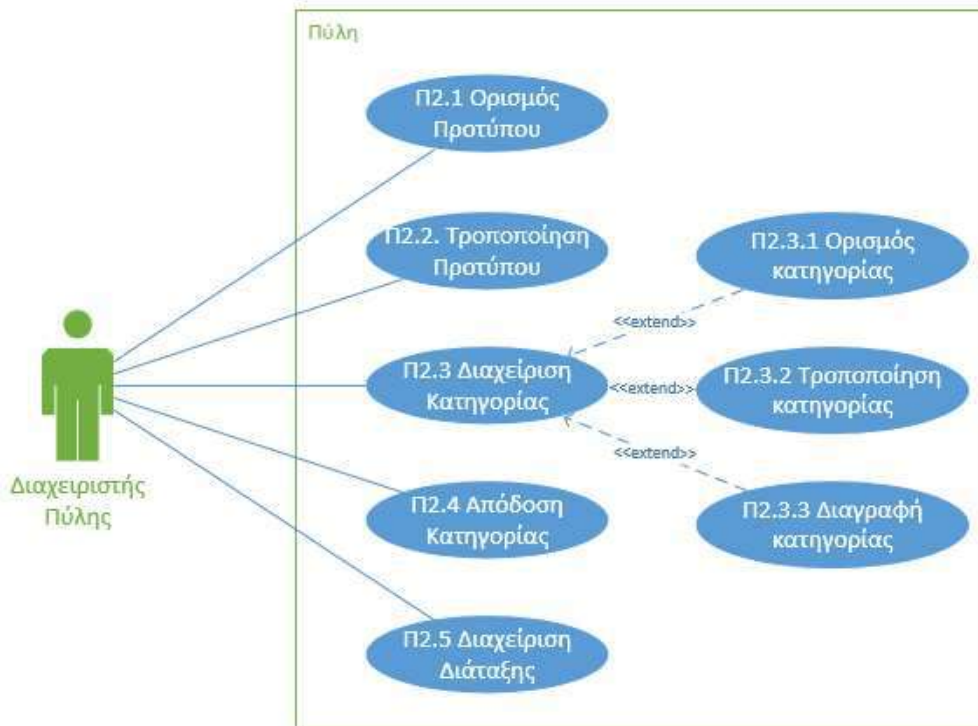 Πύλη
Π2.1 Ορισμός
Προτύπου
Π2.2. Τροποποίηση
Προτύπου
Π2.3.1 Ορισμός
κατηγορίας
<<extend>>
Π2.3 Διαχείριση
Κατηγορίας
<<extend>>
Π2.3.2 Τροποποίηση
κατηγορίας
<<extend>>
Διαχειριστής
Πύλης
Π2.4 Απόδοση
Κατηγορίας
Π2.3.3 Διαγραφή
κατηγορίας
Π2.5 Διαχείριση
Διάταξης